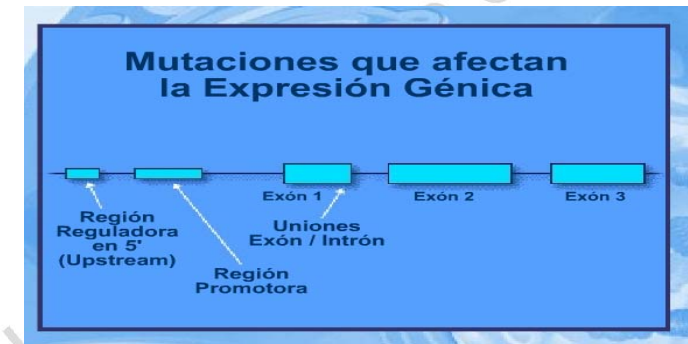 Mutaciones que afectan
la Expresión Génica
Exón 1
Exón 2
Exón 3
Región
Reguladora
en 5'
(Upstream)
Uniones
Exón / Intrón
Región
Promotora